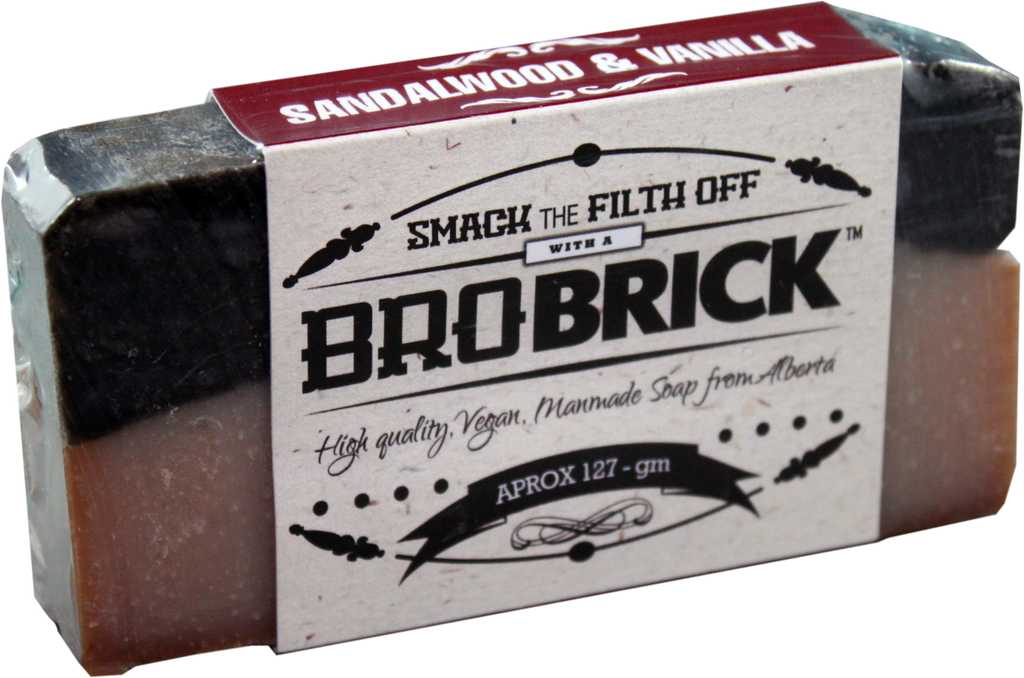 SANDALWOOD & VANILLA
SMACK THE FILTH OFF
WITH A
BROBRICK™
High quality, Vegan, Manmade Soap from Alberta
APROX 127 - gm